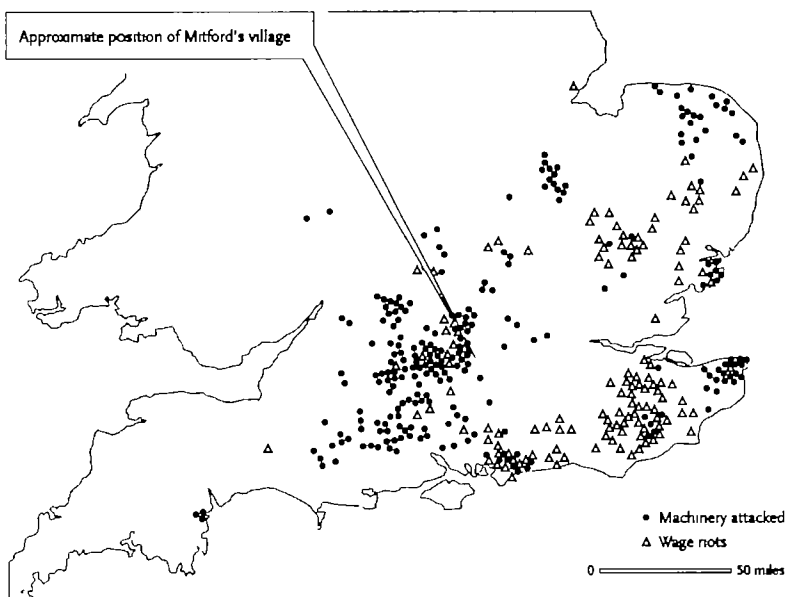 Approximate position of Mitford's village
Machinery attacked
Wage riots
0 50 miles